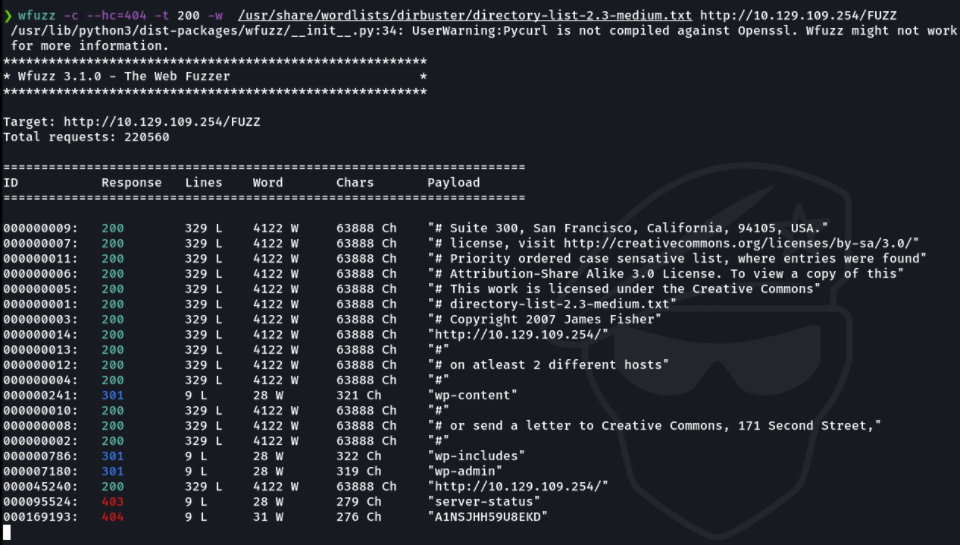 ❯ wfuzz -c --hc=404 -t 200 -w /usr/share/wordlists/dirbuster/directory-list-2.3-medium.txt http://10.129.109.254/FUZZ
/usr/lib/python3/dist-packages/wfuzz/__init__.py:34: UserWarning:Pycurl is not compiled against Openssl. Wfuzz might not work
for more information.
********************************************************
* Wfuzz 3.1.0 - The Web Fuzzer                         *
********************************************************
Target: http://10.129.109.254/FUZZ
Total requests: 220560
=====================================================================
ID           Response   Lines    Word       Chars       Payload
=====================================================================
000000009:   200        329 L    4122 W     63888 Ch    "# Suite 300, San Francisco, California, 94105, USA."
000000007:   200        329 L    4122 W     63888 Ch    "# license, visit http://creativecommons.org/licenses/by-sa/3.0/"
000000011:   200        329 L    4122 W     63888 Ch    "# Priority ordered case sensative list, where entries were found"
000000006:   200        329 L    4122 W     63888 Ch    "# Attribution-Share Alike 3.0 License. To view a copy of this"
000000005:   200        329 L    4122 W     63888 Ch    "# This work is licensed under the Creative Commons"
000000001:   200        329 L    4122 W     63888 Ch    "# directory-list-2.3-medium.txt"
000000003:   200        329 L    4122 W     63888 Ch    "# Copyright 2007 James Fisher"
000000014:   200        329 L    4122 W     63888 Ch    "http://10.129.109.254/"
000000013:   200        329 L    4122 W     63888 Ch    "#"
000000012:   200        329 L    4122 W     63888 Ch    "# on atleast 2 different hosts"
000000004:   200        329 L    4122 W     63888 Ch    "#"
000000241:   301        9 L      28 W       321 Ch      "wp-content"
000000010:   200        329 L    4122 W     63888 Ch    "#"
000000008:   200        329 L    4122 W     63888 Ch    "# or send a letter to Creative Commons, 171 Second Street,"
000000002:   200        329 L    4122 W     63888 Ch    "#"
000000786:   301        9 L      28 W       322 Ch      "wp-includes"
000007180:   301        9 L      28 W       319 Ch      "wp-admin"
000045240:   200        329 L    4122 W     63888 Ch    "http://10.129.109.254/"
000095524:   403        9 L      28 W       279 Ch      "server-status"
000169193:   404        9 L      31 W       276 Ch      "A1NSJHH59U8EKD"